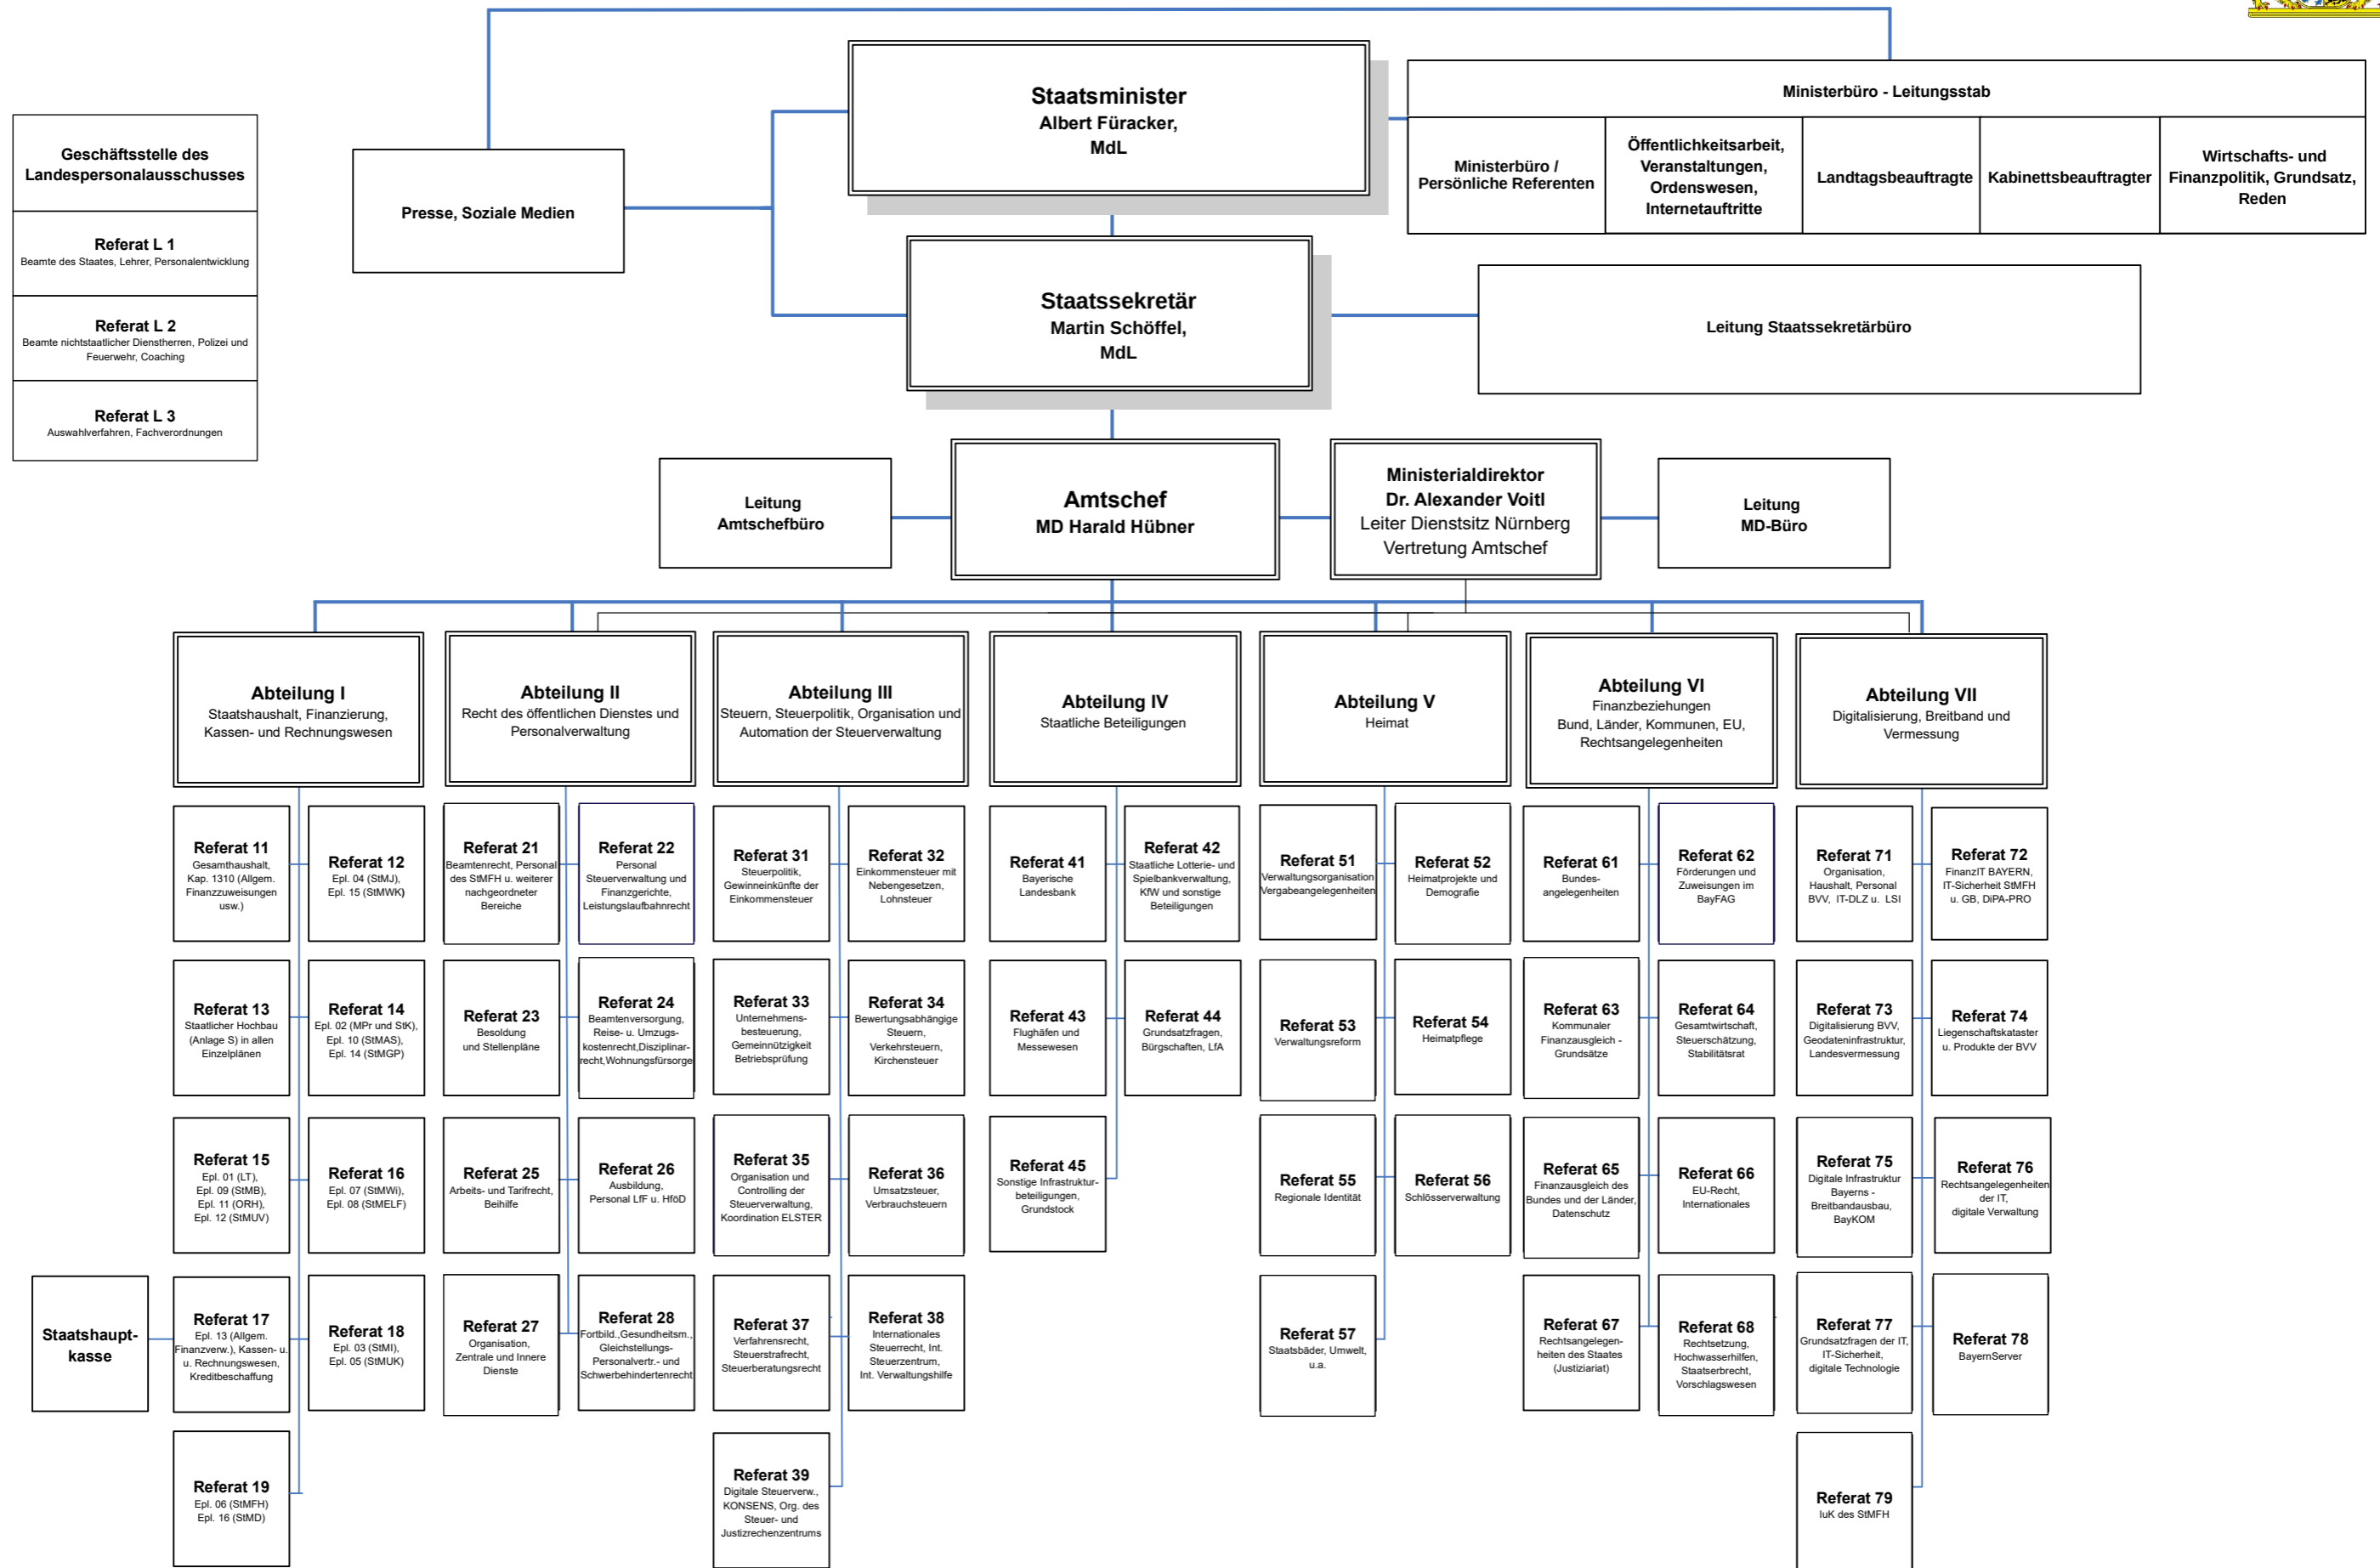 Staatsminister
Albert Füracker,
MdL
Ministerbüro - Leitungsstab
Ministerbüro /
Persönliche Referenten
Öffentlichkeitsarbeit,
Veranstaltungen,
Ordenswesen,
Internetauftritte
Landtagsbeauftragte
Kabinettsbeauftragter
Wirtschafts- und
Finanzpolitik, Grundsatz,
Reden
Geschäftsstelle des
Landespersonalausschusses
Referat L 1
Beamte des Staates, Lehrer, Personalentwicklung
Referat L 2
Beamte nichtstaatlicher Dienstherren, Polizei und
Feuerwehr, Coaching
Referat L 3
Auswahlverfahren, Fachverordnungen
Presse, Soziale Medien
Staatssekretär
Martin Schöffel,
MdL
Leitung Staatssekretärbüro
Leitung
Amtschefbüro
Amtschef
MD Harald Hübner
Ministerialdirektor
Dr. Alexander Voitl
Leiter Dienstsitz Nürnberg
Vertretung Amtschef
Leitung
MD-Büro
Abteilung I
Staatshaushalt, Finanzierung,
Kassen- und Rechnungswesen
Abteilung II
Recht des öffentlichen Dienstes und
Personalverwaltung
Abteilung III
Steuern, Steuerpolitik, Organisation und
Automation der Steuerverwaltung
Abteilung IV
Staatliche Beteiligungen
Abteilung V
Heimat
Abteilung VI
Finanzbeziehungen
Bund, Länder, Kommunen, EU,
Rechtsangelegenheiten
Abteilung VII
Digitalisierung, Breitband und
Vermessung
Referat 11
Gesamthaushalt,
Kap. 1310 (Allgem.
Finanzzuweisungen
usw.)
Referat 12
Epl. 04 (StMJ),
Epl. 15 (StMWK)
Referat 21
Beamtenrecht, Personal
des StMFH u. weiterer
nachgeordneter
Bereiche
Referat 22
Personal
Steuerverwaltung und
Finanzgerichte,
Leistungslaufbahnrecht
Referat 31
Steuerpolitik,
Gewinneinkünfte der
Einkommensteuer
Referat 32
Einkommensteuer mit
Nebengesetzen,
Lohnsteuer
Referat 41
Bayerische
Landesbank
Referat 42
Staatliche Lotterie- und
Spielbankverwaltung,
KfW und sonstige
Beteiligungen
Referat 51
Verwaltungsorganisation
Vergabeangelegenheiten
Referat 52
Heimatprojekte und
Demografie
Referat 61
Bundes-
angelegenheiten
Referat 62
Förderungen und
Zuweisungen im
BayFAG
Referat 71
Organisation,
Haushalt, Personal
BVV, IT-DLZ u. LSI
Referat 72
FinanzIT BAYERN,
IT-Sicherheit StMFH
u. GB, DiPA-PRO
Referat 13
Staatlicher Hochbau
(Anlage S) in allen
Einzelplänen
Referat 14
Epl. 02 (MPr und StK),
Epl. 10 (StMAS),
Epl. 14 (StMGP)
Referat 23
Besoldung
und Stellenpläne
Referat 24
Beamtenversorgung,
Reise- u. Umzugs-
kostenrecht,Disziplinar-
recht,Wohnungsfürsorge
Referat 33
Unternehmens-
besteuerung,
Gemeinnützigkeit
Betriebsprüfung
Referat 34
Bewertungsabhängige
Steuern,
Verkehrsteuern,
Kirchensteuer
Referat 43
Flughäfen und
Messewesen
Referat 44
Grundsatzfragen,
Bürgschaften, LfA
Referat 53
Verwaltungsreform
Referat 54
Heimatpflege
Referat 63
Kommunaler
Finanzausgleich -
Grundsätze
Referat 64
Gesamtwirtschaft,
Steuerschätzung,
Stabilitätsrat
Referat 73
Digitalisierung BVV,
Geodateninfrastruktur,
Landesvermessung
Referat 74
Liegenschaftskataster
u. Produkte der BVV
Referat 15
Epl. 01 (LT),
Epl. 09 (StMB),
Epl. 11 (ORH),
Epl. 12 (StMUV)
Referat 16
Epl. 07 (StMWi),
Epl. 08 (StMELF)
Referat 25
Arbeits- und Tarifrecht,
Beihilfe
Referat 26
Ausbildung,
Personal LfF u. HföD
Referat 35
Organisation und
Controlling der
Steuerverwaltung,
Koordination ELSTER
Referat 36
Umsatzsteuer,
Verbrauchsteuern
Referat 45
Sonstige Infrastruktur-
beteiligungen,
Grundstock
Referat 55
Regionale Identität
Referat 56
Schlösserverwaltung
Referat 65
Finanzausgleich des
Bundes und der Länder,
Datenschutz
Referat 66
EU-Recht,
Internationales
Referat 75
Digitale Infrastruktur
Bayerns -
Breitbandausbau,
BayKOM
Referat 76
Rechtsangelegenheiten
der IT,
digitale Verwaltung
Staatshaupt-
kasse
Referat 17
Epl. 13 (Allgem.
Finanzverw.), Kassen- u.
u. Rechnungswesen,
Kreditbeschaffung
Referat 18
Epl. 03 (StMI),
Epl. 05 (StMUK)
Referat 27
Organisation,
Zentrale und Innere
Dienste
Referat 28
Fortbild.,Gesundheitsm.,
Gleichstellungs-
Personalvertr.- und
Schwerbehindertenrecht
Referat 37
Verfahrensrecht,
Steuerstrafrecht,
Steuerberatungsrecht
Referat 38
Internationales
Steuerrecht, Int.
Steuerzentrum,
Int. Verwaltungshilfe
Referat 57
Staatsbäder, Umwelt,
u.a.
Referat 67
Rechtsangelegen-
heiten des Staates
(Justiziariat)
Referat 68
Rechtsetzung,
Hochwasserhilfen,
Staatserbrecht,
Vorschlagswesen
Referat 77
Grundsatzfragen der IT,
IT-Sicherheit,
digitale Technologie
Referat 78
BayernServer
Referat 19
Epl. 06 (StMFH)
Epl. 16 (StMD)
Referat 39
Digitale Steuerverw.,
KONSENS, Org. des
Steuer- und
Justizrechenzentrums
Referat 79
IuK des StMFH